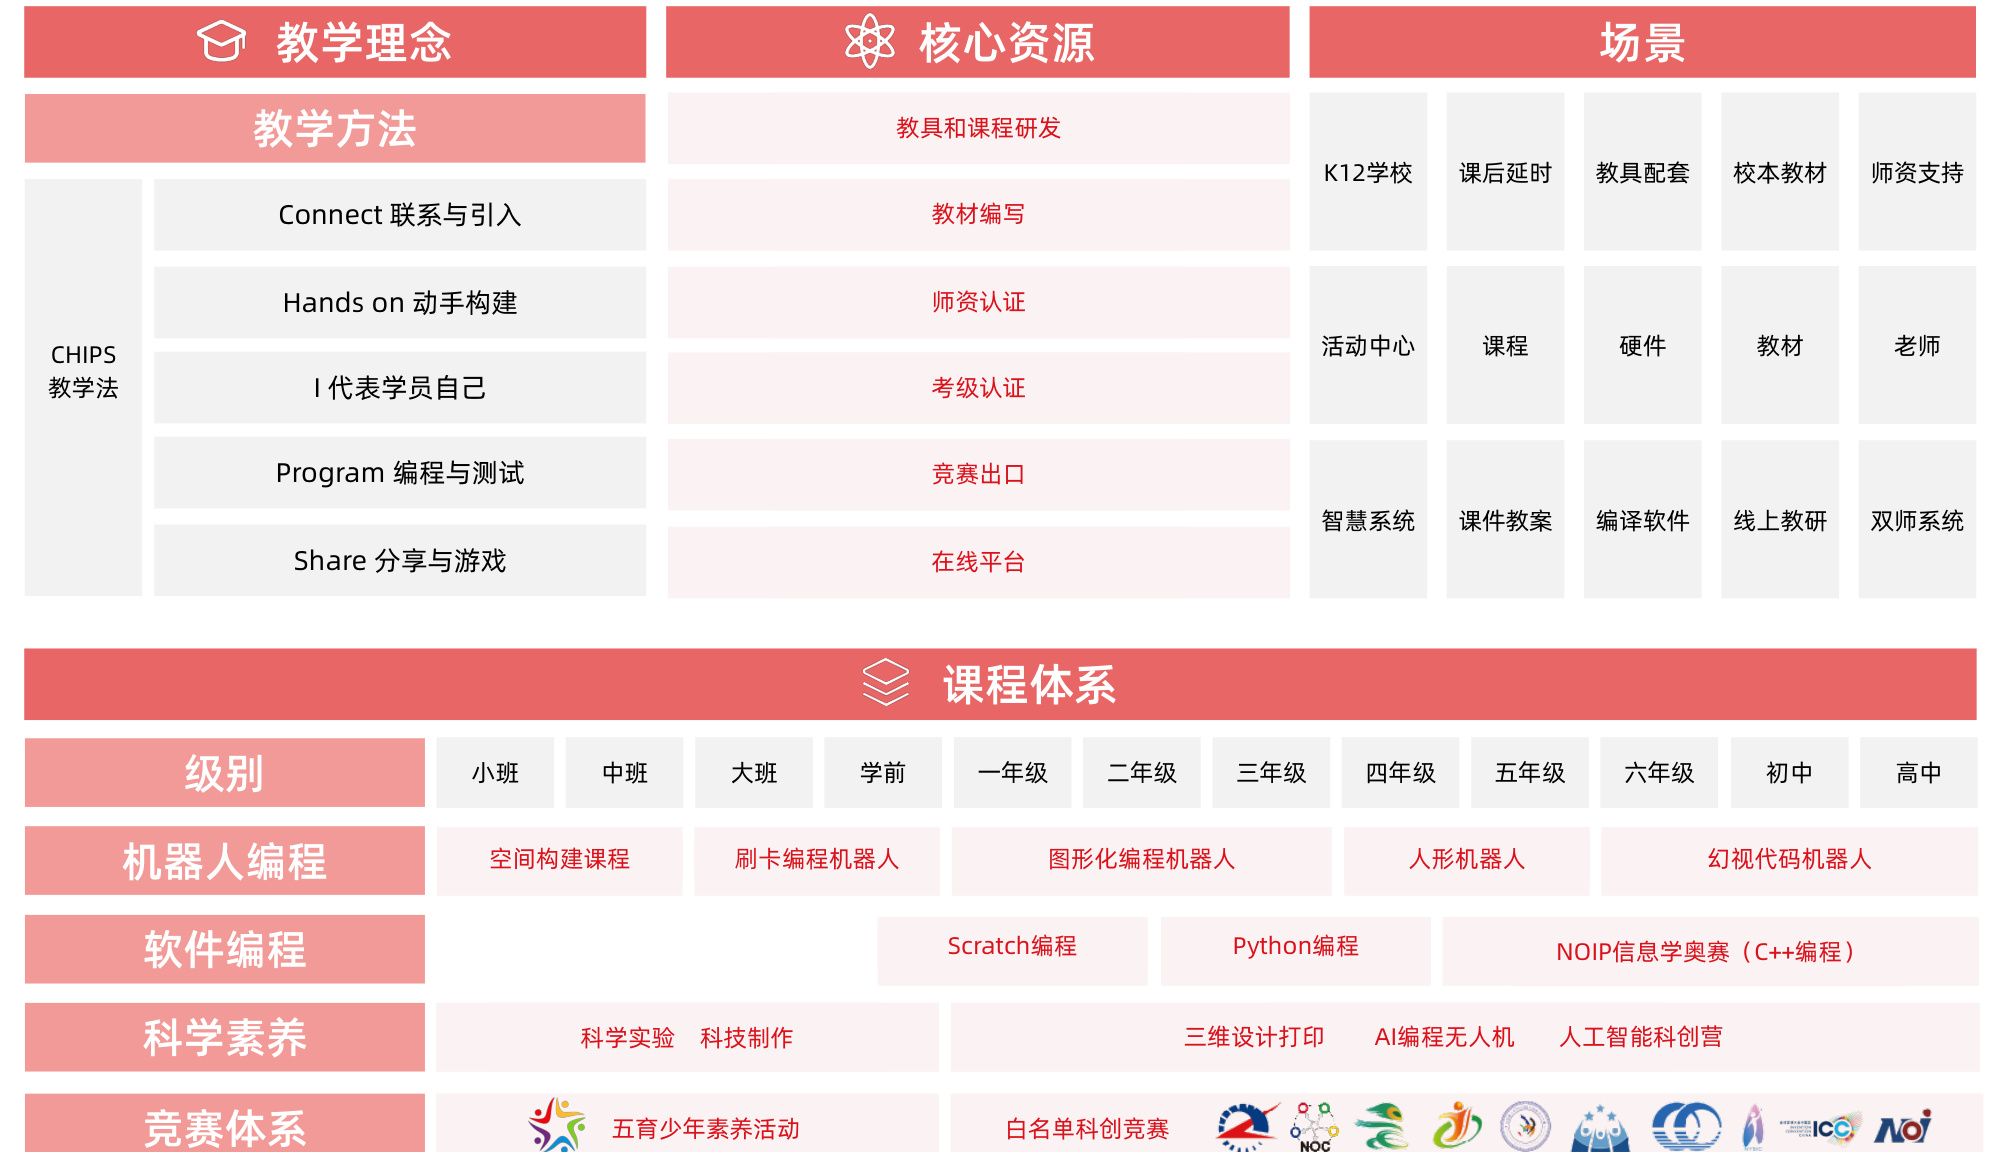 教学理念
教学方法
CHIPS
教学法
Connect 联系与引入
Hands on 动手构建
I 代表学员自己
Program 编程与测试
Share 分享与游戏
核心资源
教具和课程研发
教材编写
师资认证
考级认证
竞赛出口
在线平台
场景
K12学校 课后延时 教具配套 校本教材 师资支持
活动中心 课程 硬件 教材 老师
智慧系统 课件教案 编译软件 线上教研 双师系统
课程体系
级别 小班 中班 大班 学前 一年级 二年级 三年级 四年级 五年级 六年级 初中 高中
机器人编程 空间构建课程 刷卡编程机器人 图形化编程机器人 人形机器人 幻视代码机器人
软件编程 Scratch编程 Python编程 NOIP信息学奥赛（C++编程）
科学素养 科学实验 科技制作 三维设计打印 AI编程无人机 人工智能科创营
竞赛体系 五育少年素养活动 白名单科创竞赛 NOC ICC NOI